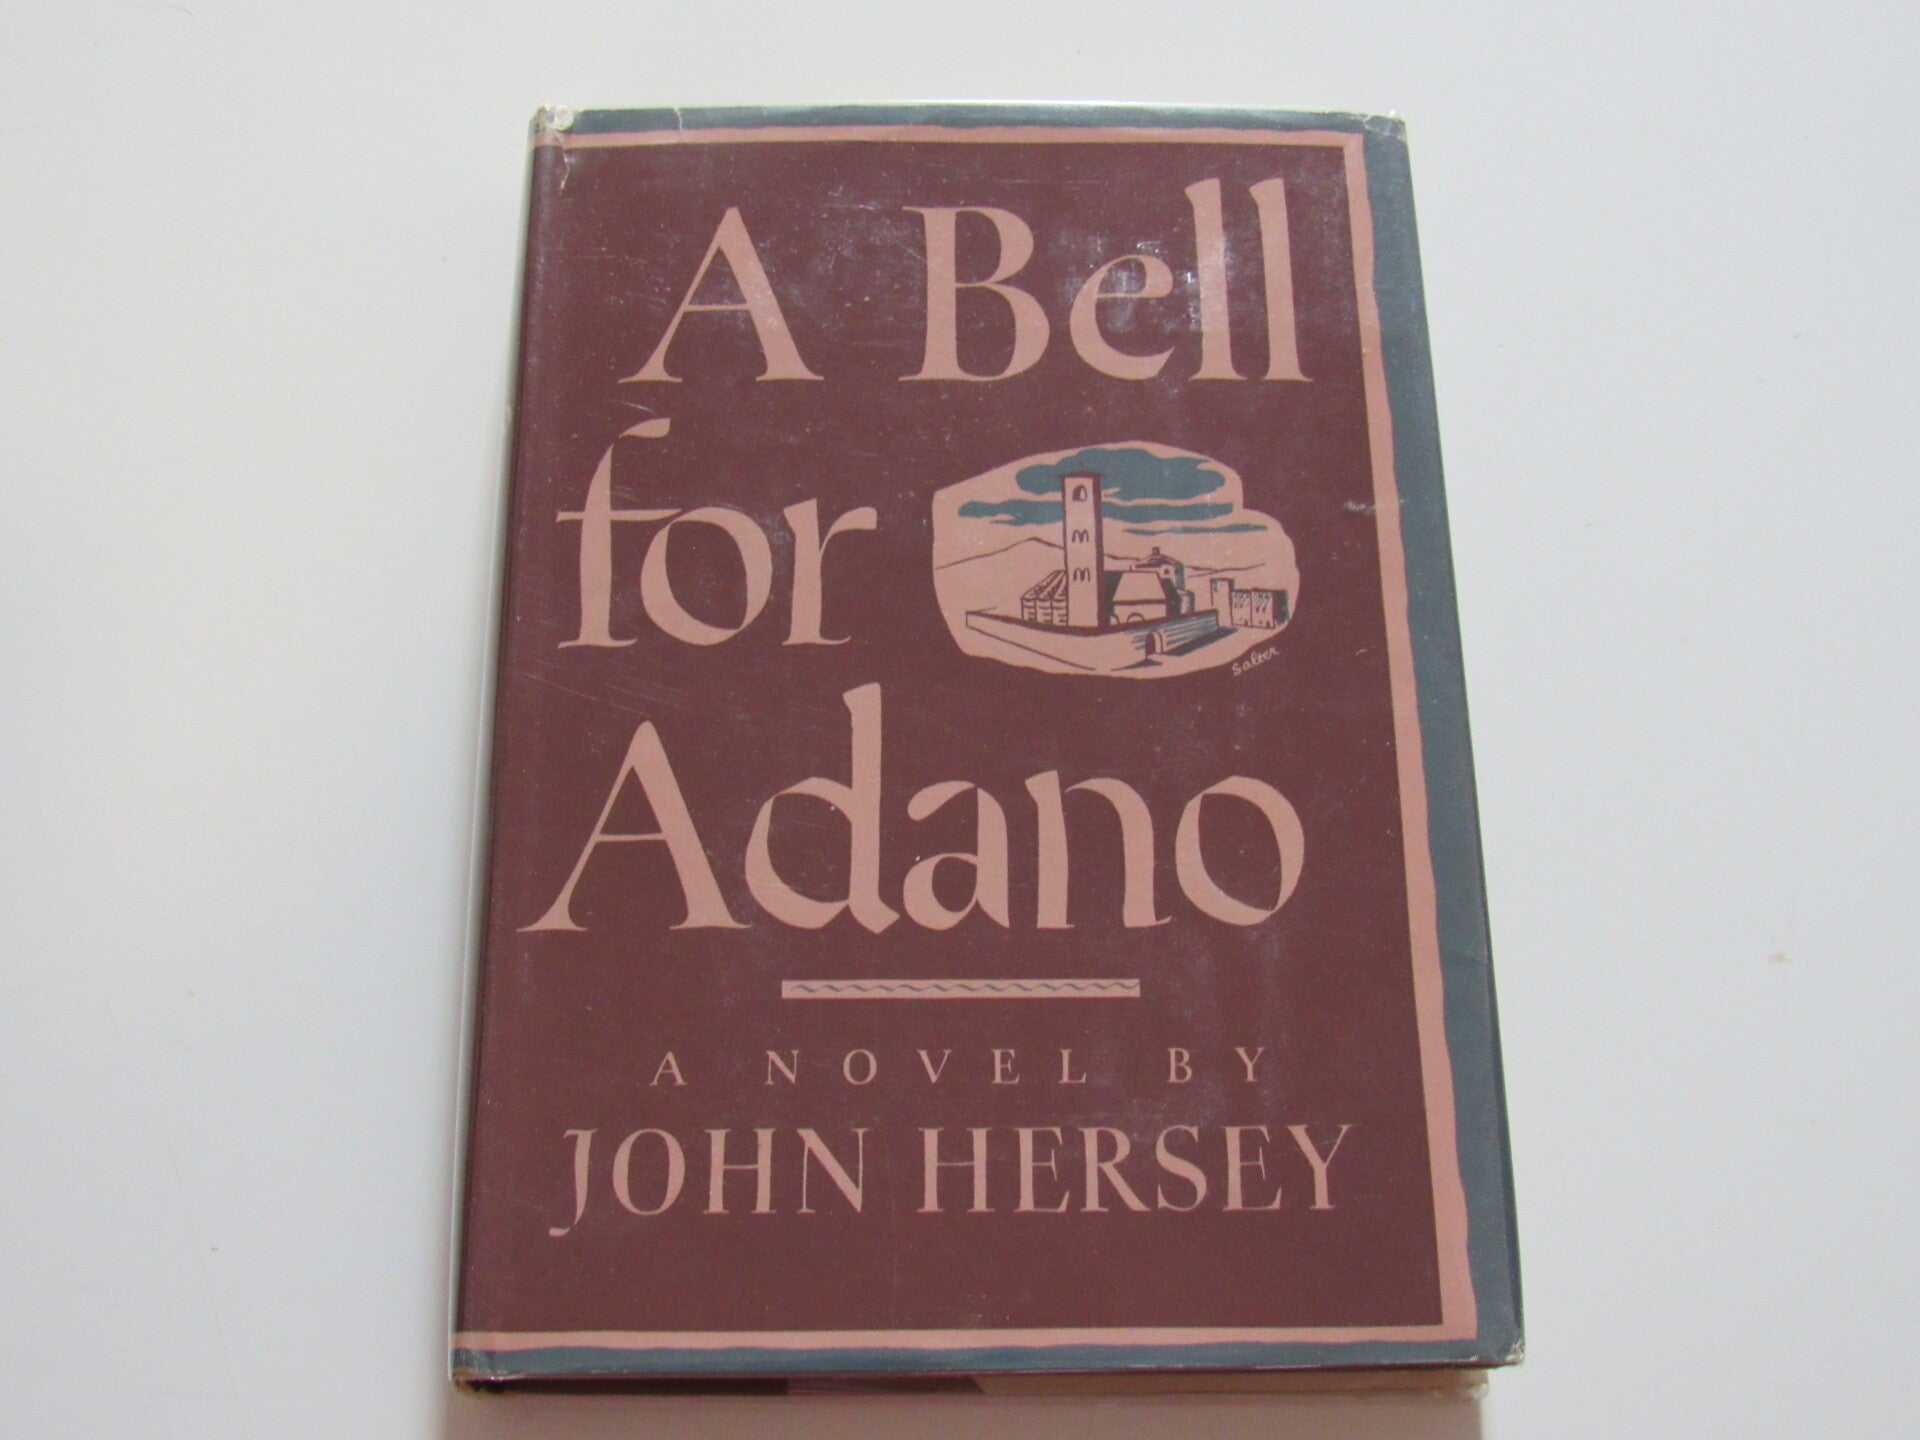 A Bell
for
Salter
Adano
A NOVEL BY
JOHN HERSEY